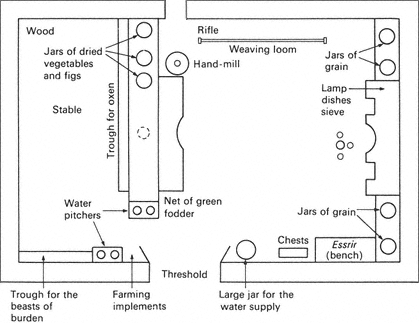 Wood
Rifle
Jars of dried
vegetables
and figs
Weaving loom
Hand-mill
Jars of
grain
Lamp
dishes
sieve
Stable
Trough for oxen
Water
pitchers
Net of green
fodder
Jars of grain
Chests
Essrir
(bench)
Threshold
Trough for the
beasts of
burden
Farming
implements
Large jar for the
water supply